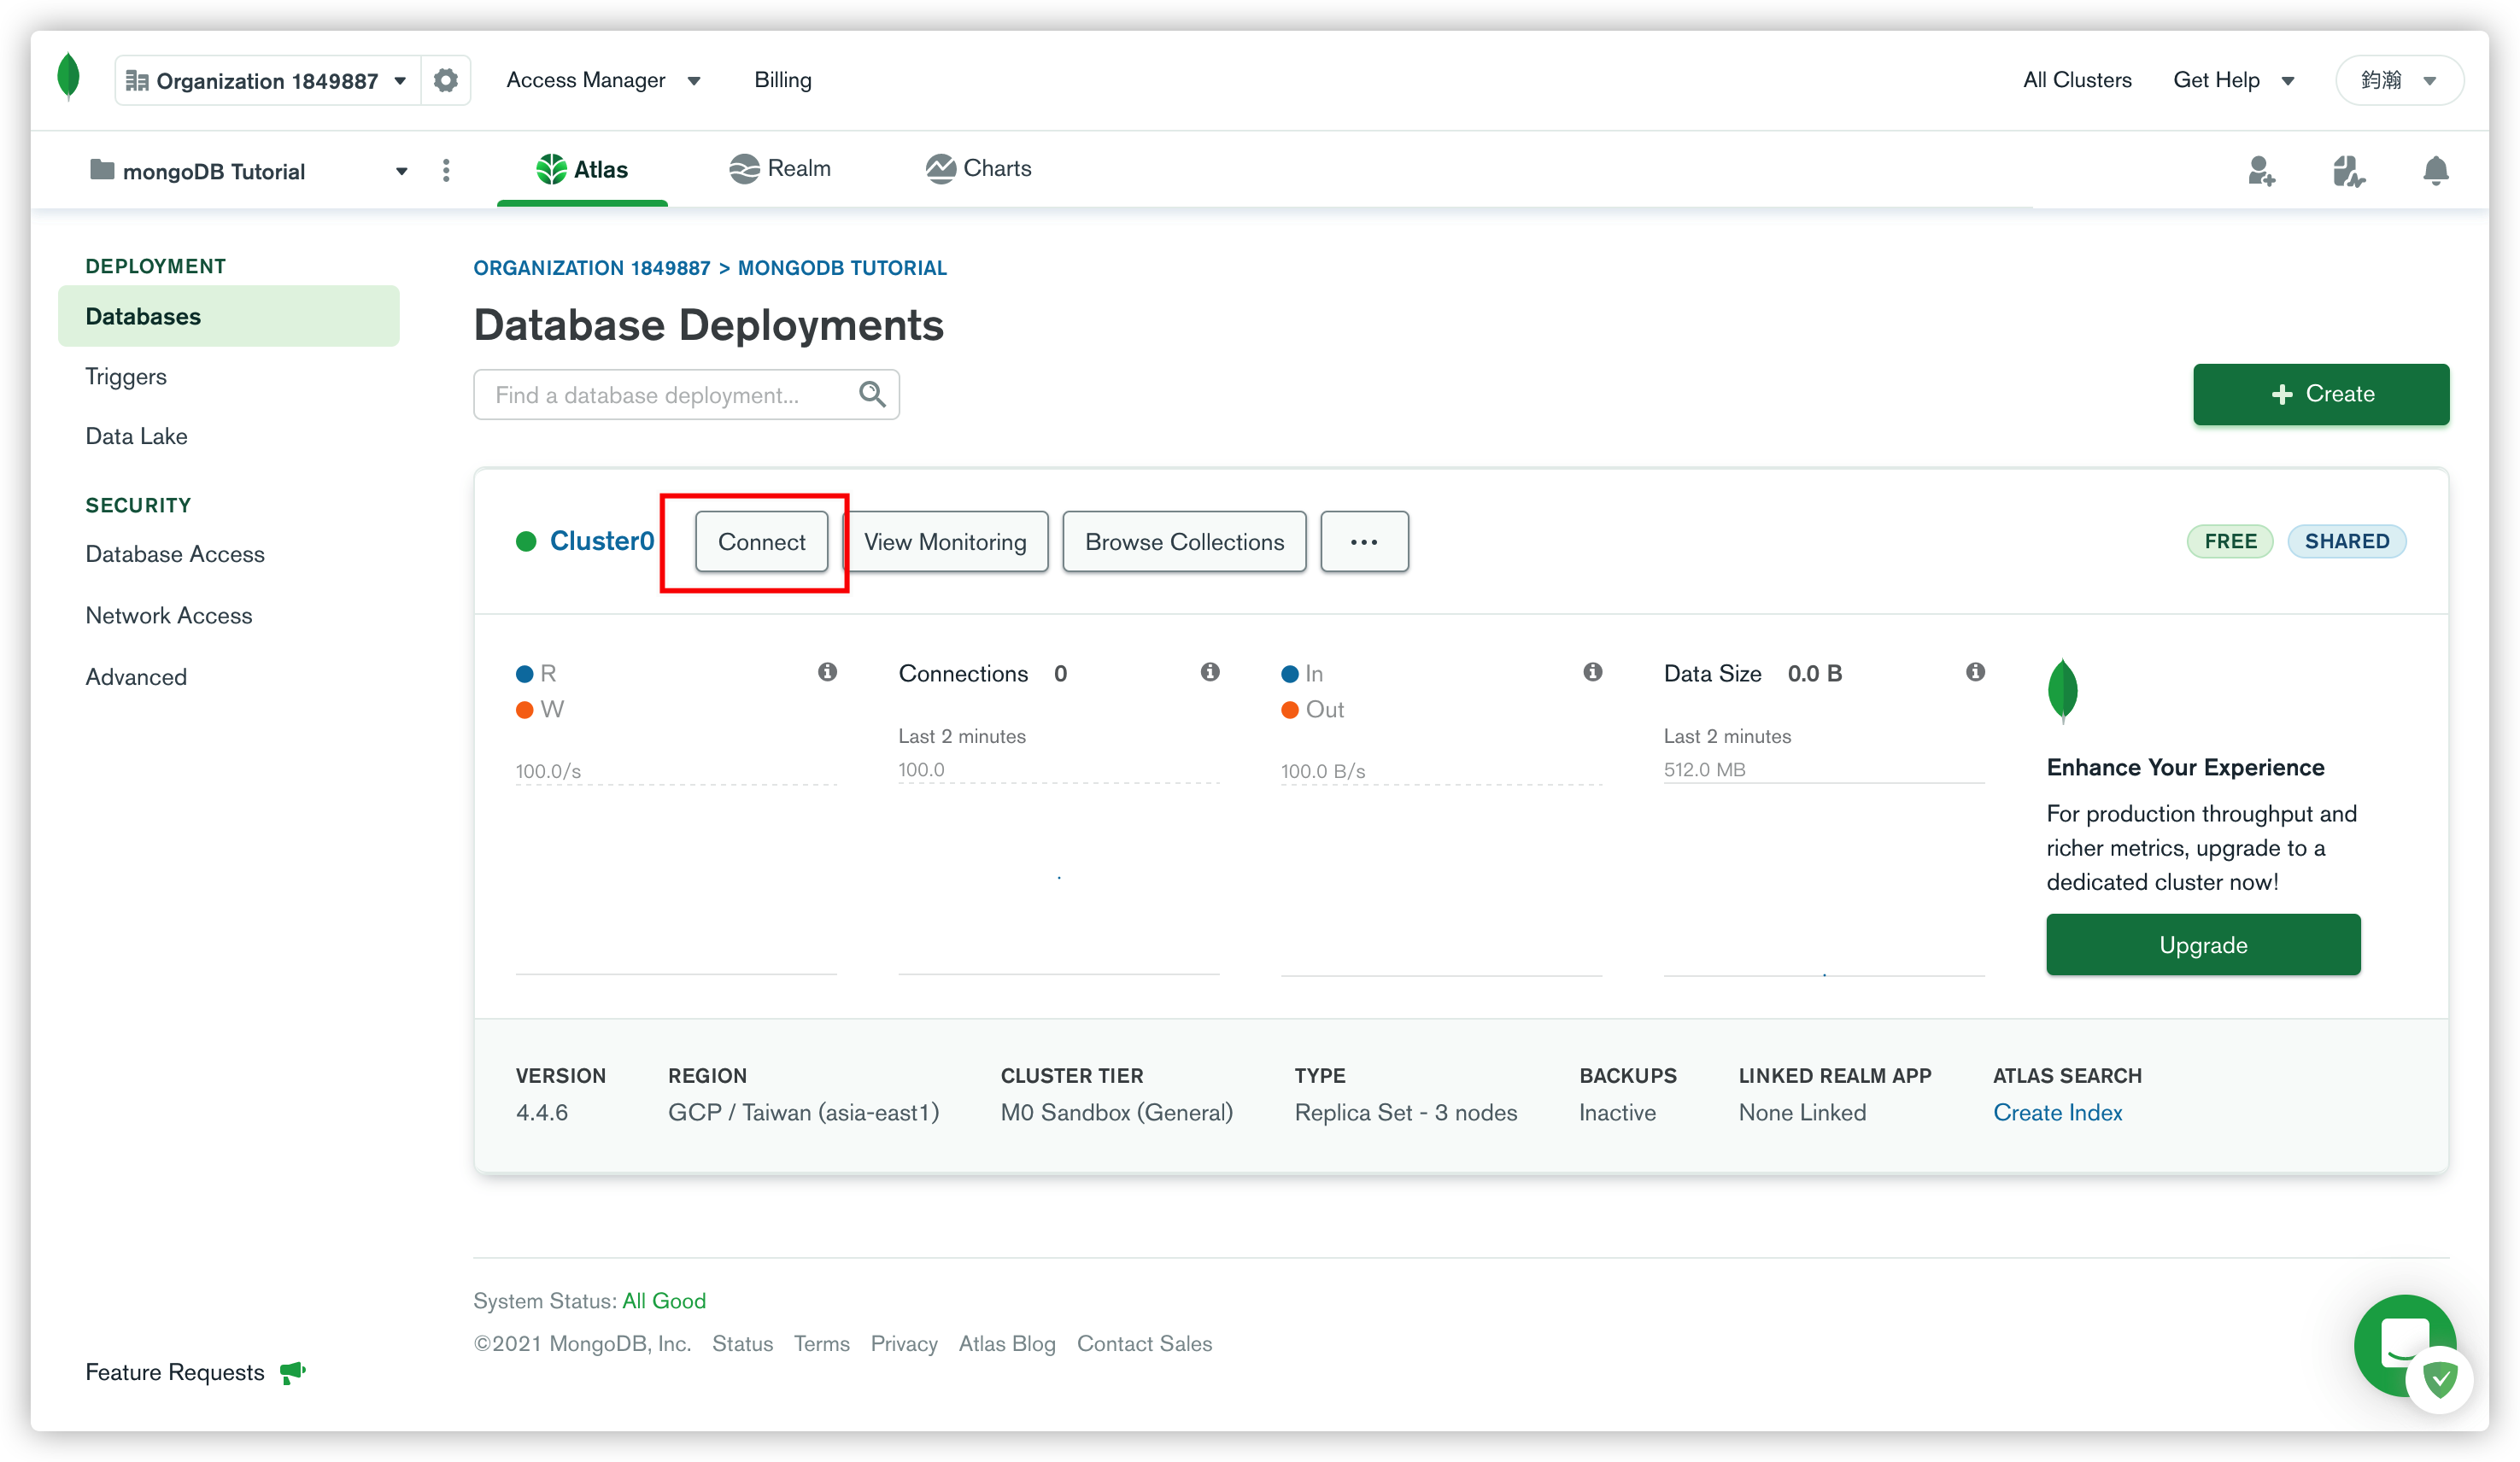 Organization 1849887
Access Manager
Billing
All Clusters
Get Help
鈞瀚
mongoDB Tutorial
Atlas
Realm
Charts
DEPLOYMENT
Databases
Triggers
Data Lake
SECURITY
Database Access
Network Access
Advanced
Feature Requests
ORGANIZATION 1849887 > MONGODB TUTORIAL
Database Deployments
Find a database deployment...
+ Create
Cluster0
Connect
View Monitoring
Browse Collections
...
FREE
SHARED
R
W
100.0/s
Connections 0
Last 2 minutes
100.0
In
Out
100.0 B/s
Data Size 0.0 B
Last 2 minutes
512.0 MB
Enhance Your Experience
For production throughput and
richer metrics, upgrade to a
dedicated cluster now!
Upgrade
VERSION
4.4.6
REGION
GCP / Taiwan (asia-east1)
CLUSTER TIER
M0 Sandbox (General)
TYPE
Replica Set - 3 nodes
BACKUPS
Inactive
LINKED REALM APP
None Linked
ATLAS SEARCH
Create Index
System Status: All Good
©2021 MongoDB, Inc. Status Terms Privacy Atlas Blog Contact Sales